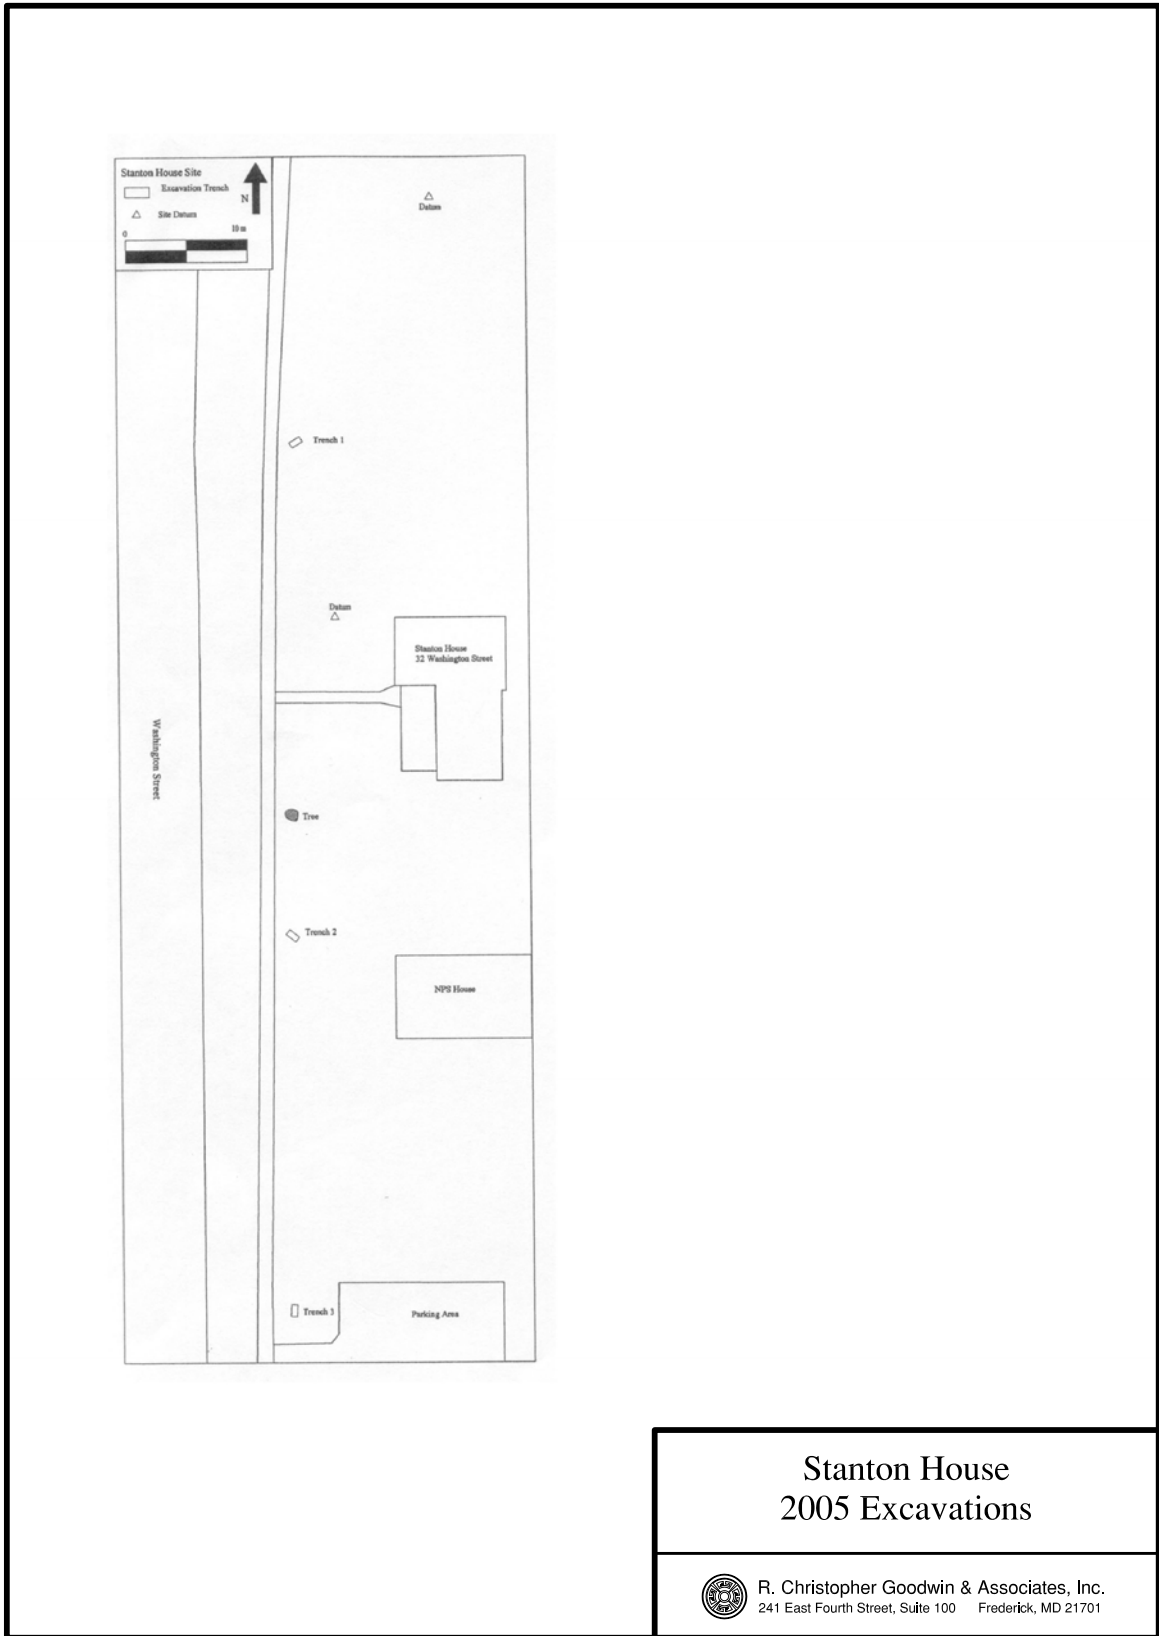 Stanton House Site
Excavation Trench
N
Site Datum
0 10 m
Datum
Trench 1
Datum
Stanton House
32 Washington Street
Washington Street
Tree
Trench 2
NPS House
Trench 3
Parking Area
Stanton House
2005 Excavations
R. Christopher Goodwin & Associates, Inc.
241 East Fourth Street, Suite 100 Frederick, MD 21701